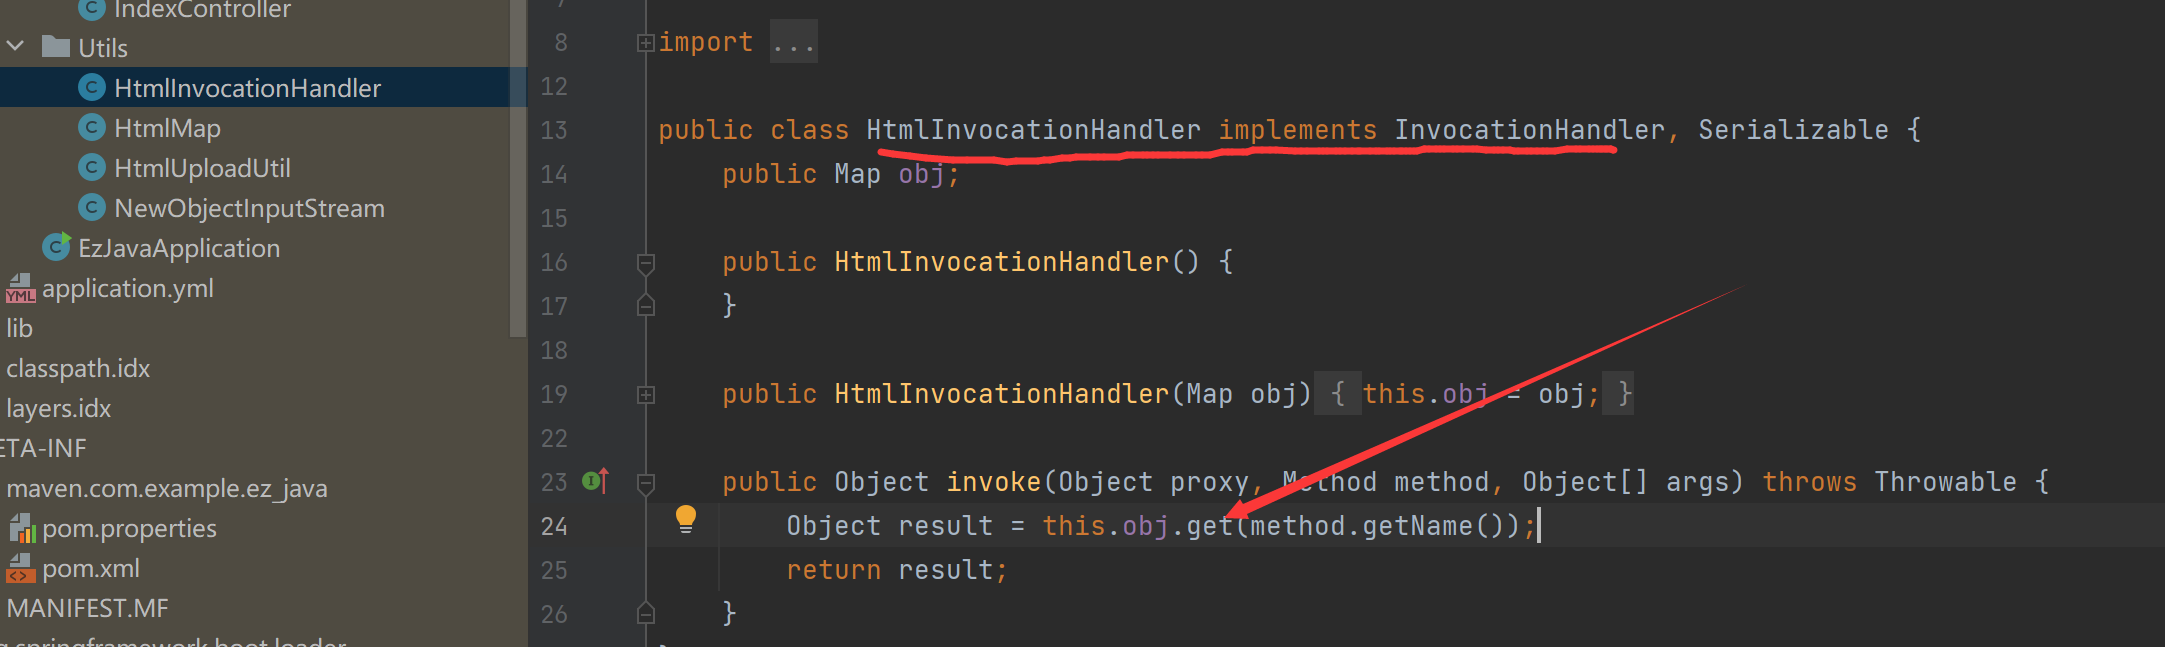 IndexController
Utils
HtmlInvocationHandler
HtmlMap
HtmlUploadUtil
NewObjectInputStream
EzJavaApplication
application.yml
lib
classpath.idx
layers.idx
ETA-INF
maven.com.example.ez_java
pom.properties
pom.xml
MANIFEST.MF
springframework.boot.loader
7
8 import ...
12
13 public class HtmlInvocationHandler implements InvocationHandler, Serializable {
14 public Map obj;
15
16 public HtmlInvocationHandler() {
17 }
18
19 public HtmlInvocationHandler(Map obj) { this.obj = obj; }
22
23 public Object invoke(Object proxy, Method method, Object[] args) throws Throwable {
24 Object result = this.obj.get(method.getName());
25 return result;
26 }